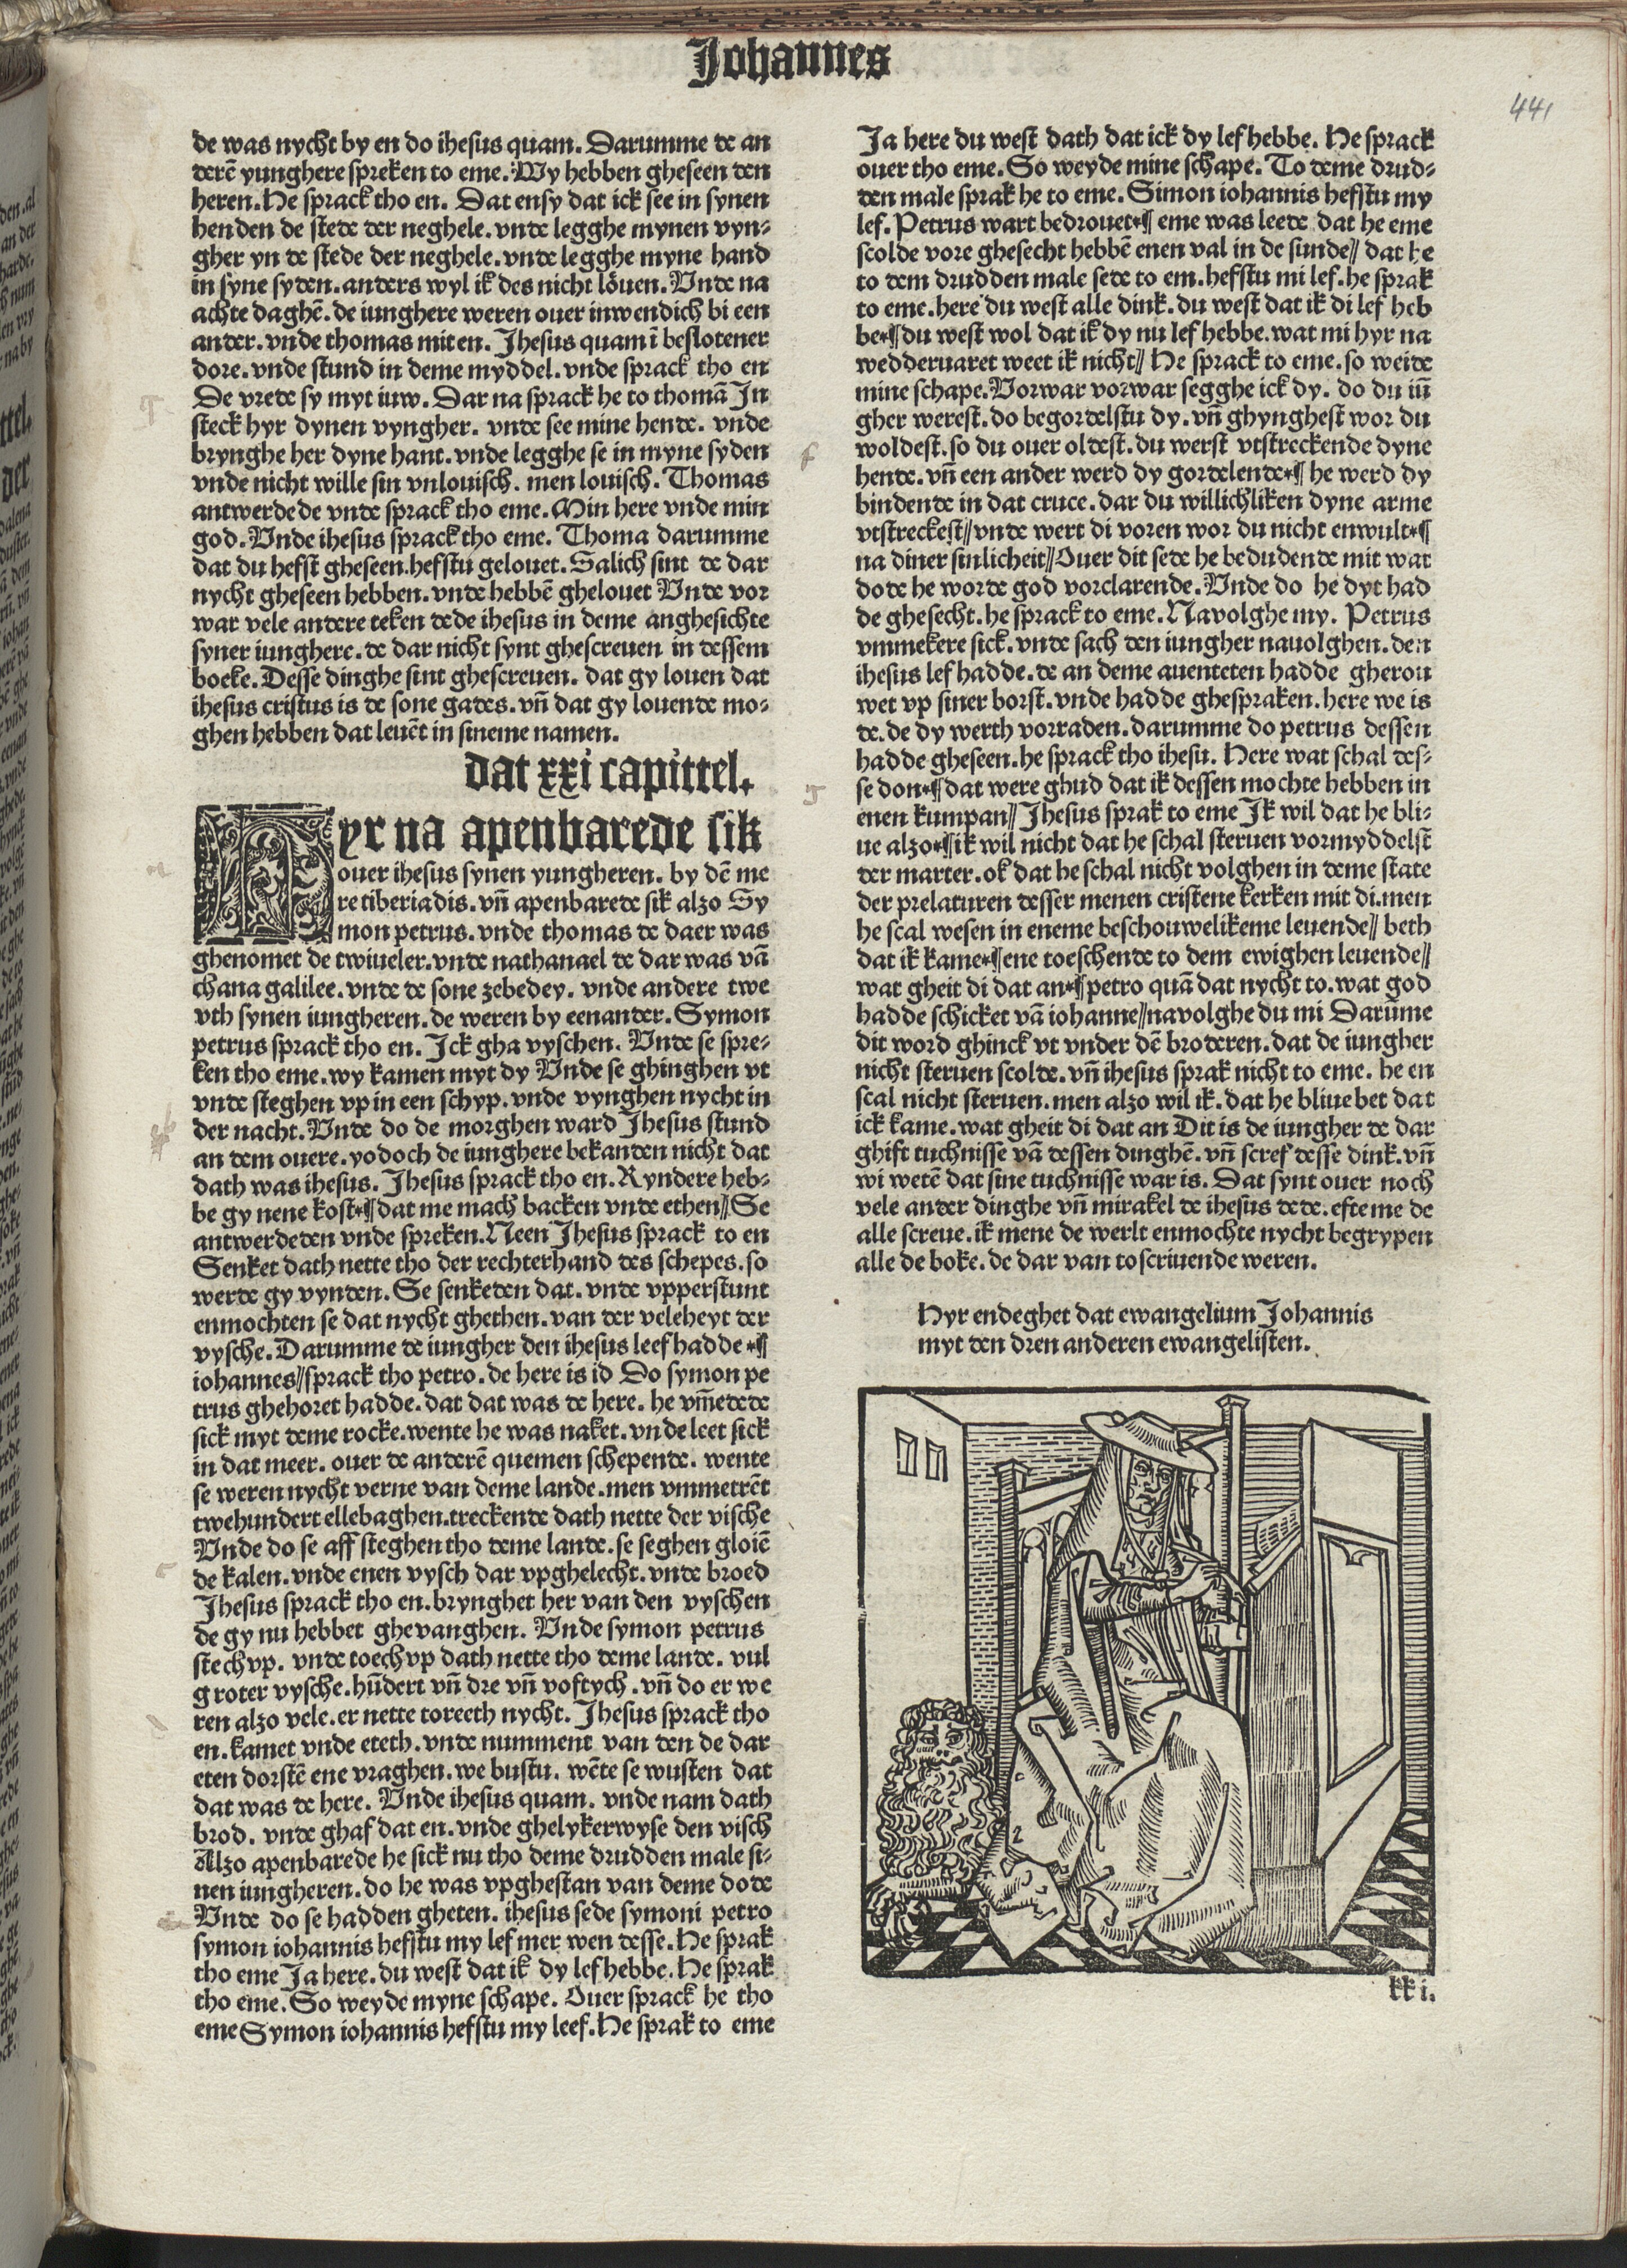 Johannes
441
de was nycht by en do ihesus quam. Darumme de an
derē yunghere spreken to eme. Wy hebben gheseen den
heren. He sprack tho en. Dat ensy dat ick see in synen
henden de stede der neghele. vnde legghe mynen vyn⸗
gher yn de stede der neghele. vnde legghe myne hand
in syne syden. anders wyl ik des nicht löuen. Vnde na
achte daghē. de iunghere weren ouer inwendich bi een
ander. vnde thomas mit en. Jhesus quam ī beslotener
dore. vnde stund in deme myddel. vnde sprack tho en
De vrede sy myt iuw. Dar na sprack he to thomā Jn
steck hyr dynen vyngher. vnde see mine hende. vnde
brynghe her dyne hant. vnde legghe se in myne syden
vnde nicht wille sin vnlouisch. men louisch. Thomas
antwerdede vnde sprack tho eme. Min here vnde min
god. Vnde ihesus sprack tho eme. Thoma darumme
dat du hefst gheseen. hefstu gelouet. Salich sint de dar
nycht gheseen hebben. vnde hebbē ghelouet Vnde vor
war vele andere teken dede ihesus in deme anghesichte
syner iunghere. de dar nicht synt ghescreuen in dessem
boeke. Desse dinghe sint ghescreuen. dat gy louen dat
ihesus cristus is de sone gades. vn̄ dat gy louende mo⸗
ghen hebben dat leuēt in sineme namen.
dat xxi capittel.
Hyr na apenbarede sik
ouer ihesus synen yungheren. by dē me
re tiberiadis. vn̄ apenbarede sik alzo Sy
mon petrus. vnde thomas de daer was
ghenomet de twiueler. vnde nathanael de dar was vā
chana galilee. vnde de sone zebedey. vnde andere twe
vth synen iungheren. de weren by eenander. Symon
petrus sprack tho en. Jck gha vyschen. Vnde se spre⸗
ken tho eme. wy kamen myt dy Vnde se ghinghen vt
vnde steghen vp in een schyp. vnde vynghen nycht in
der nacht. Vnde do de morghen ward Jhesus stund
an dem ouere. yodoch de iunghere bekanden nicht dat
dath was ihesus. Jhesus sprack tho en. Kyndere heb⸗
be gy nene kost*¶ dat me mach backen vnde ethen// Se
antwerdeden vnde spreken. Neen Jhesus sprack to en
Senket dath nette tho der rechterhand des schepes. so
werde gy vynden. Se senketen dat. vnde vpperstunt
enmochten se dat nycht ghethen. van der veleheyt der
vysche. Darumme de iungher den ihesus leef hadde *¶
iohannes// sprack tho petro. de here is id Do symon pe
trus ghehoret hadde. dat dat was de here. he vm̄edede
sick myt deme rocke. wente he was naket. vnde leet sick
in dat meer. ouer de anderē quemen schepende. wente
se weren nycht verne van deme lande. men vmmetrēt
twehundert ellebaghen. treckende dath nette der vische
Vnde do se aff steghen tho deme lande. se seghen gloiē
de kalen. vnde enen vysch dar vpghelecht. vnde broed
Jhesus sprack tho en. brynghet her van den vyschen
de gy nu hebbet ghevanghen. Vnde symon petrus
stech vp. vnde toech vp dath nette tho deme lande. vul
groter vysche. hūdert vn̄ dre vn̄ voftych. vn̄ do er we
ren alzo vele. er nette toreeth nycht. Jhesus sprack tho
en. kamet vnde eteth. vnde numment van den de dar
eten dorstē ene vraghen. we bustu. wēte se wusten dat
dat was de here. Vnde ihesus quam. vnde nam dath
brod. vnde ghaf dat en. vnde ghelykerwyse den visch
Alzo apenbarede he sick nu tho deme drudden male si⸗
nen iungheren. do he was vpghestan van deme dode
Vnde do se hadden gheten. ihesus sede symoni petro
symon iohannis hefstu my lef mer wen desse. He sprak
tho eme Ja here. du west dat ik dy lef hebbe. He sprak
tho eme. So weyde myne schape. Ouer sprack he tho
eme Symon iohannis hefstu my leef. He sprak to eme
Ja here du west dath dat ick dy lef hebbe. He sprack
ouer tho eme. So weyde mine schape. To deme drud⸗
den male sprak he to eme. Simon iohannis hefstu my
lef. Petrus wart bedrouet*¶ eme was leede dat he eme
scolde vore ghesecht hebbē enen val in de sunde// dat he
to dem drudden male sede to em. hefstu mi lef. he sprak
to eme. here du west alle dink. du west dat ik di lef heb
be*¶ du west wol dat ik dy nu lef hebbe. wat mi hyr na
wedderuaret weet ik nicht// He sprack to eme. so weide
mine schape. Vorwar vorwar segghe ick dy. do du iū
gher werest. do begordelstu dy. vn̄ ghynghest wor du
woldest. so du ouer oldest. du werst vtstreckende dyne
hende. vn̄ een ander werd dy gordelende*¶ he werd dy
bindende in dat cruce. dar du willichliken dyne arme
vtstreckest// vnde wert di voren wor du nicht enwult*¶
na diner sinlicheit// Ouer dit sede he bedudende mit wat
dode he worde god vorclarende. Vnde do he dyt had
de ghesecht. he sprack to eme. Navolghe my. Petrus
vmmekere sick. vnde sach den iungher nauolghen. den
ihesus lef hadde. de an deme auenteten hadde gherou
wet vp siner borst. vnde hadde ghespraken. here we is
de. de dy werth vorraden. darumme do petrus dessen
hadde gheseen. he sprack tho ihesu. Here wat schal des⸗
se don*¶ dat were ghud dat ik dessen mochte hebben in
enen kumpan// Jhesus sprak to eme Jk wil dat he bli⸗
ue alzo*¶ ik wil nicht dat he schal steruen vormyddelst
der marter. ok dat he schal nicht volghen in deme state
der prelaturen desser menen cristene kerken mit di. men
he scal wesen in eneme beschouwelikeme leuende// beth
dat ik kame*¶ ene toeschende to dem ewighen leuende//
wat gheit di dat an*¶ petro quā dat nycht to. wat god
hadde schicket vā iohanne// navolghe du mi Darūme
dit word ghinck vt vnder dē broderen. dat de iungher
nicht steruen scolde. vn̄ ihesus sprak nicht to eme. he en
scal nicht steruen. men alzo wil ik. dat he bliue bet dat
ick kame. wat gheit di dat an Dit is de iungher de dar
ghift tuchnisse vā dessen dinghē. vn̄ scref desse dink. vn̄
wi wetē dat sine tuchnisse war is. Dat synt ouer noch
vele ander dinghe vn̄ mirakel de ihesus dede. efte me de
alle screue. ik mene de werlt enmochte nycht begrypen
alle de boke. de dar van to scriuende weren.
Hyr endeghet dat ewangelium Johannis
myt den dren anderen ewangelisten.
kk i.